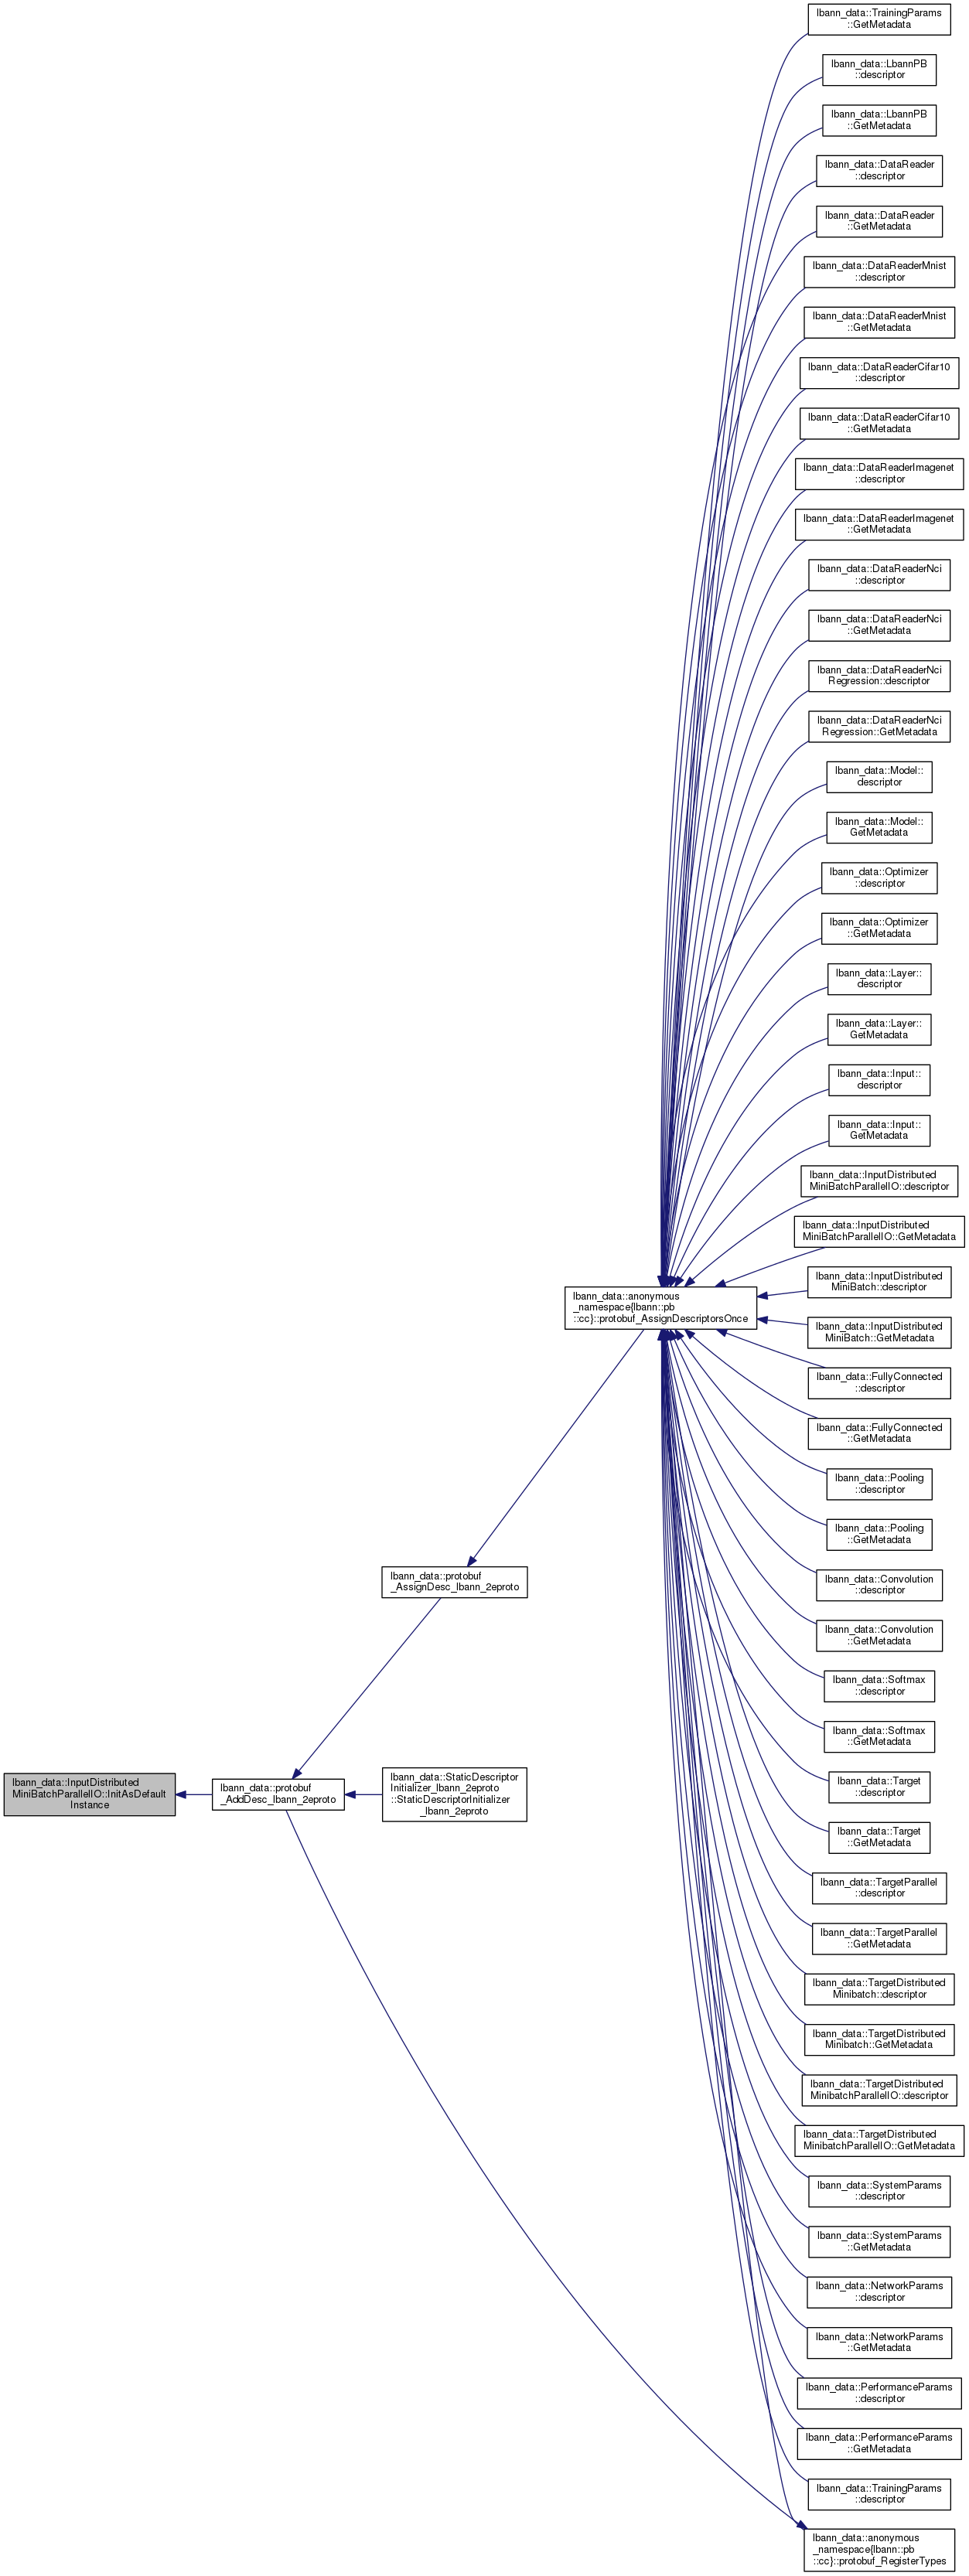 lbann_data::TrainingParams
::GetMetadata
lbann_data::LbannPB
::descriptor
lbann_data::LbannPB
::GetMetadata
lbann_data::DataReader
::descriptor
lbann_data::DataReader
::GetMetadata
lbann_data::DataReaderMnist
::descriptor
lbann_data::DataReaderMnist
::GetMetadata
lbann_data::DataReaderCifar10
::descriptor
lbann_data::DataReaderCifar10
::GetMetadata
lbann_data::DataReaderImagenet
::descriptor
lbann_data::DataReaderImagenet
::GetMetadata
lbann_data::DataReaderNci
::descriptor
lbann_data::DataReaderNci
::GetMetadata
lbann_data::DataReaderNci
Regression::descriptor
lbann_data::DataReaderNci
Regression::GetMetadata
lbann_data::Model::
descriptor
lbann_data::Model::
GetMetadata
lbann_data::Optimizer
::descriptor
lbann_data::Optimizer
::GetMetadata
lbann_data::Layer::
descriptor
lbann_data::Layer::
GetMetadata
lbann_data::Input::
descriptor
lbann_data::Input::
GetMetadata
lbann_data::InputDistributed
MiniBatchParallelIO::descriptor
lbann_data::InputDistributed
MiniBatchParallelIO::GetMetadata
lbann_data::InputDistributed
MiniBatch::descriptor
lbann_data::InputDistributed
MiniBatch::GetMetadata
lbann_data::anonymous
_namespace{lbann::pb
::cc}::protobuf_AssignDescriptorsOnce
lbann_data::FullyConnected
::descriptor
lbann_data::FullyConnected
::GetMetadata
lbann_data::Pooling
::descriptor
lbann_data::Pooling
::GetMetadata
lbann_data::Convolution
::descriptor
lbann_data::Convolution
::GetMetadata
lbann_data::protobuf
_AssignDesc_lbann_2eproto
lbann_data::Softmax
::descriptor
lbann_data::Softmax
::GetMetadata
lbann_data::InputDistributed
MiniBatchParallelIO::InitAsDefault
Instance
lbann_data::protobuf
_AddDesc_lbann_2eproto
lbann_data::StaticDescriptor
Initializer_lbann_2eproto
::StaticDescriptorInitializer
_lbann_2eproto
lbann_data::Target
::descriptor
lbann_data::Target
::GetMetadata
lbann_data::TargetParallel
::descriptor
lbann_data::TargetParallel
::GetMetadata
lbann_data::TargetDistributed
Minibatch::descriptor
lbann_data::TargetDistributed
Minibatch::GetMetadata
lbann_data::TargetDistributed
MinibatchParallelIO::descriptor
lbann_data::TargetDistributed
MinibatchParallelIO::GetMetadata
lbann_data::SystemParams
::descriptor
lbann_data::SystemParams
::GetMetadata
lbann_data::NetworkParams
::descriptor
lbann_data::NetworkParams
::GetMetadata
lbann_data::PerformanceParams
::descriptor
lbann_data::PerformanceParams
::GetMetadata
lbann_data::TrainingParams
::descriptor
lbann_data::anonymous
_namespace{lbann::pb
::cc}::protobuf_RegisterTypes